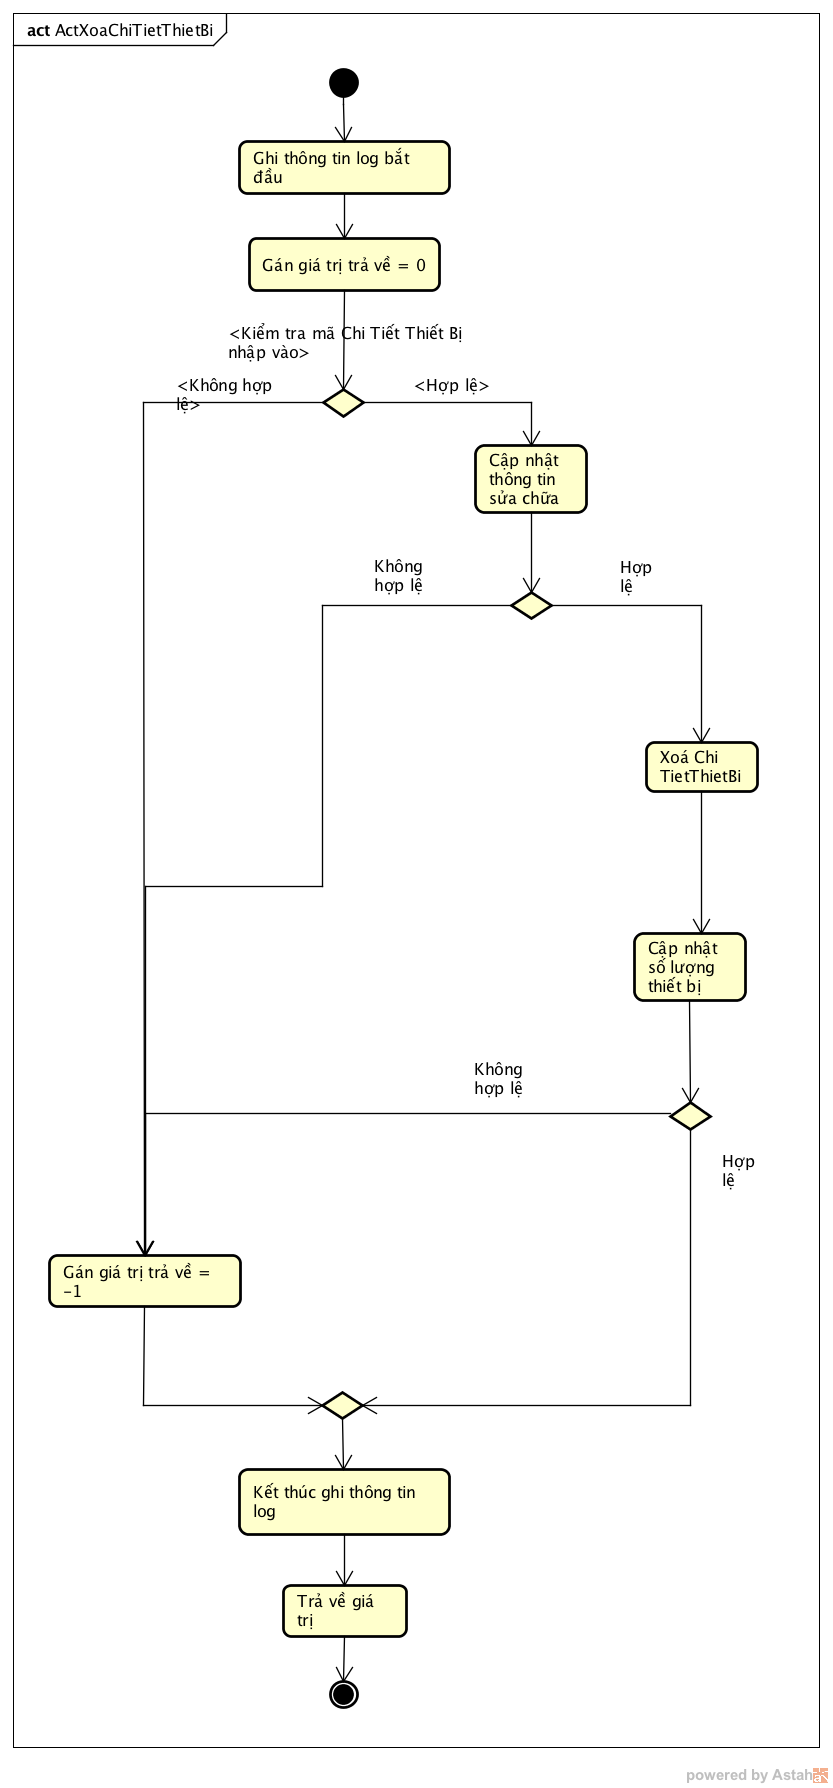 act ActXoaChiTietThietBi
Ghi thông tin log bắt
đầu
Gán giá trị trả về = 0
<Kiểm tra mã Chi Tiết Thiết Bị
nhập vào>
<Không hợp
lệ>
<Hợp lệ>
Cập nhật
thông tin
sửa chữa
Không
hợp lệ
Hợp
lệ
Xoá Chi
TietThietBi
Cập nhật
số lượng
thiết bị
Không
hợp lệ
Hợp
lệ
Gán giá trị trả về =
-1
Kết thúc ghi thông tin
log
Trả về giá
trị
powered by Astah